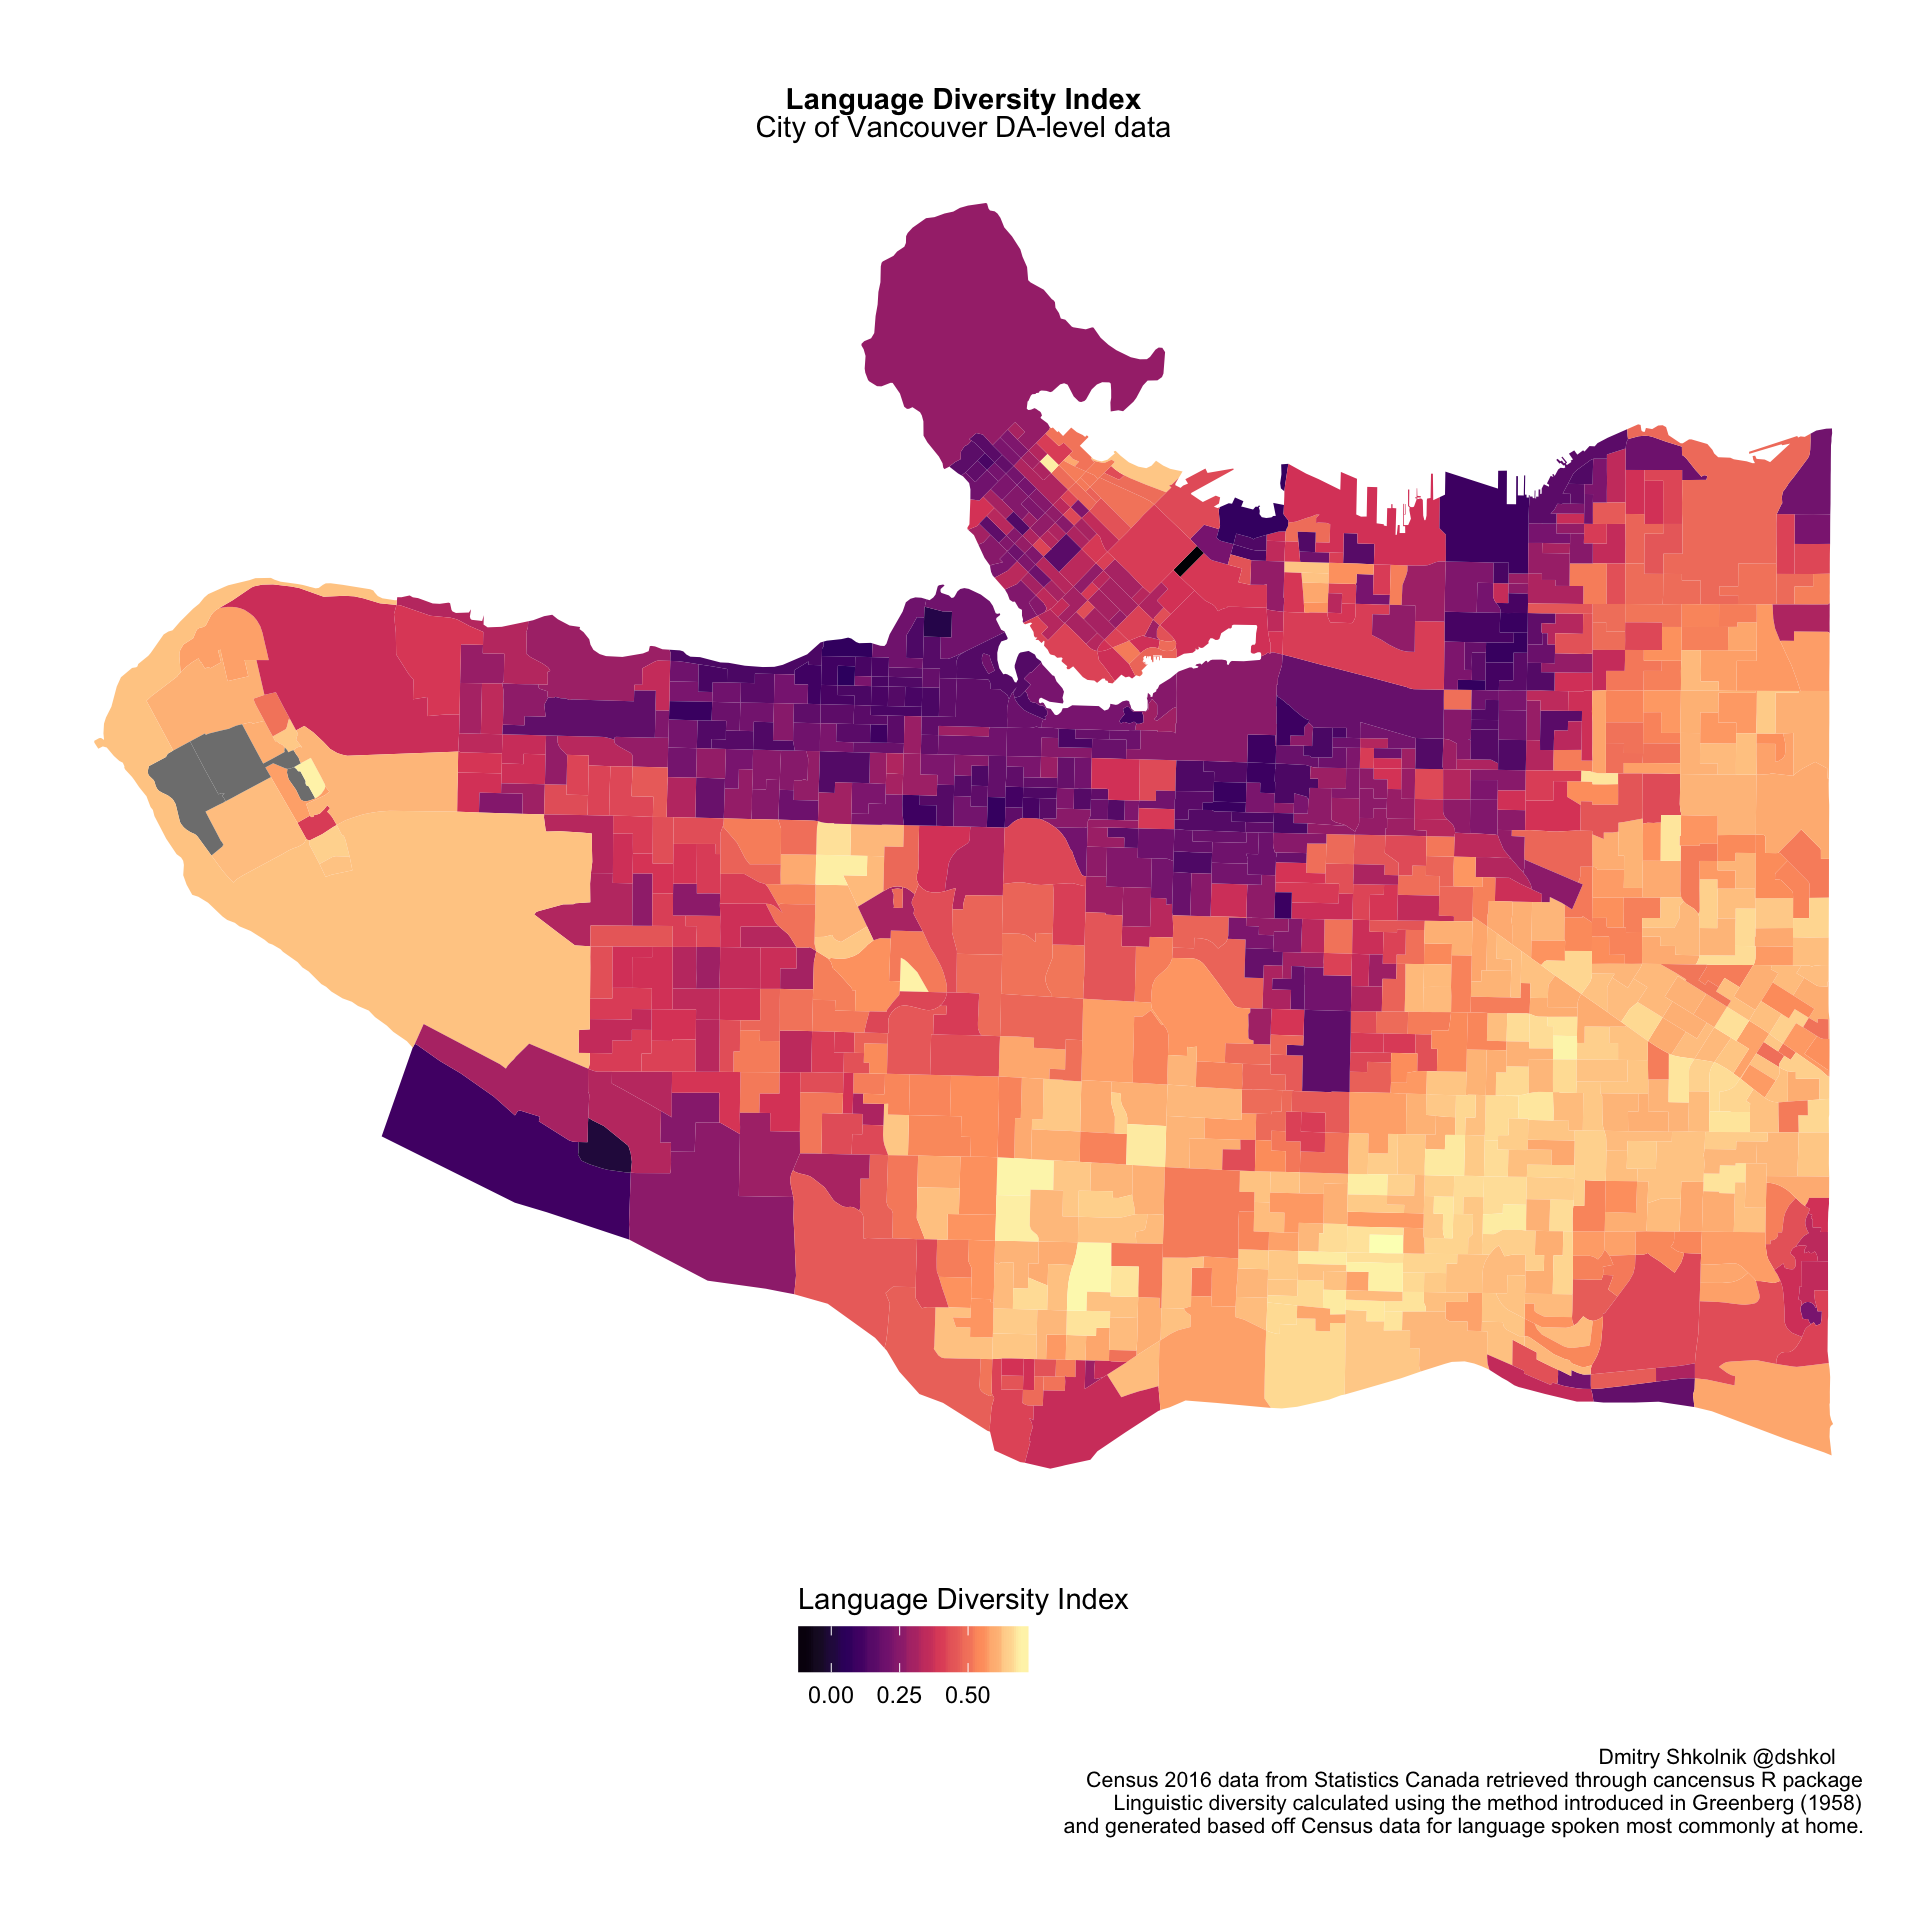 Language Diversity Index
City of Vancouver DA-level data
Language Diversity Index
0.00 0.25 0.50
Dmitry Shkolnik @dshkol
Census 2016 data from Statistics Canada retrieved through cancensus R package
Linguistic diversity calculated using the method introduced in Greenberg (1958)
and generated based off Census data for language spoken most commonly at home.